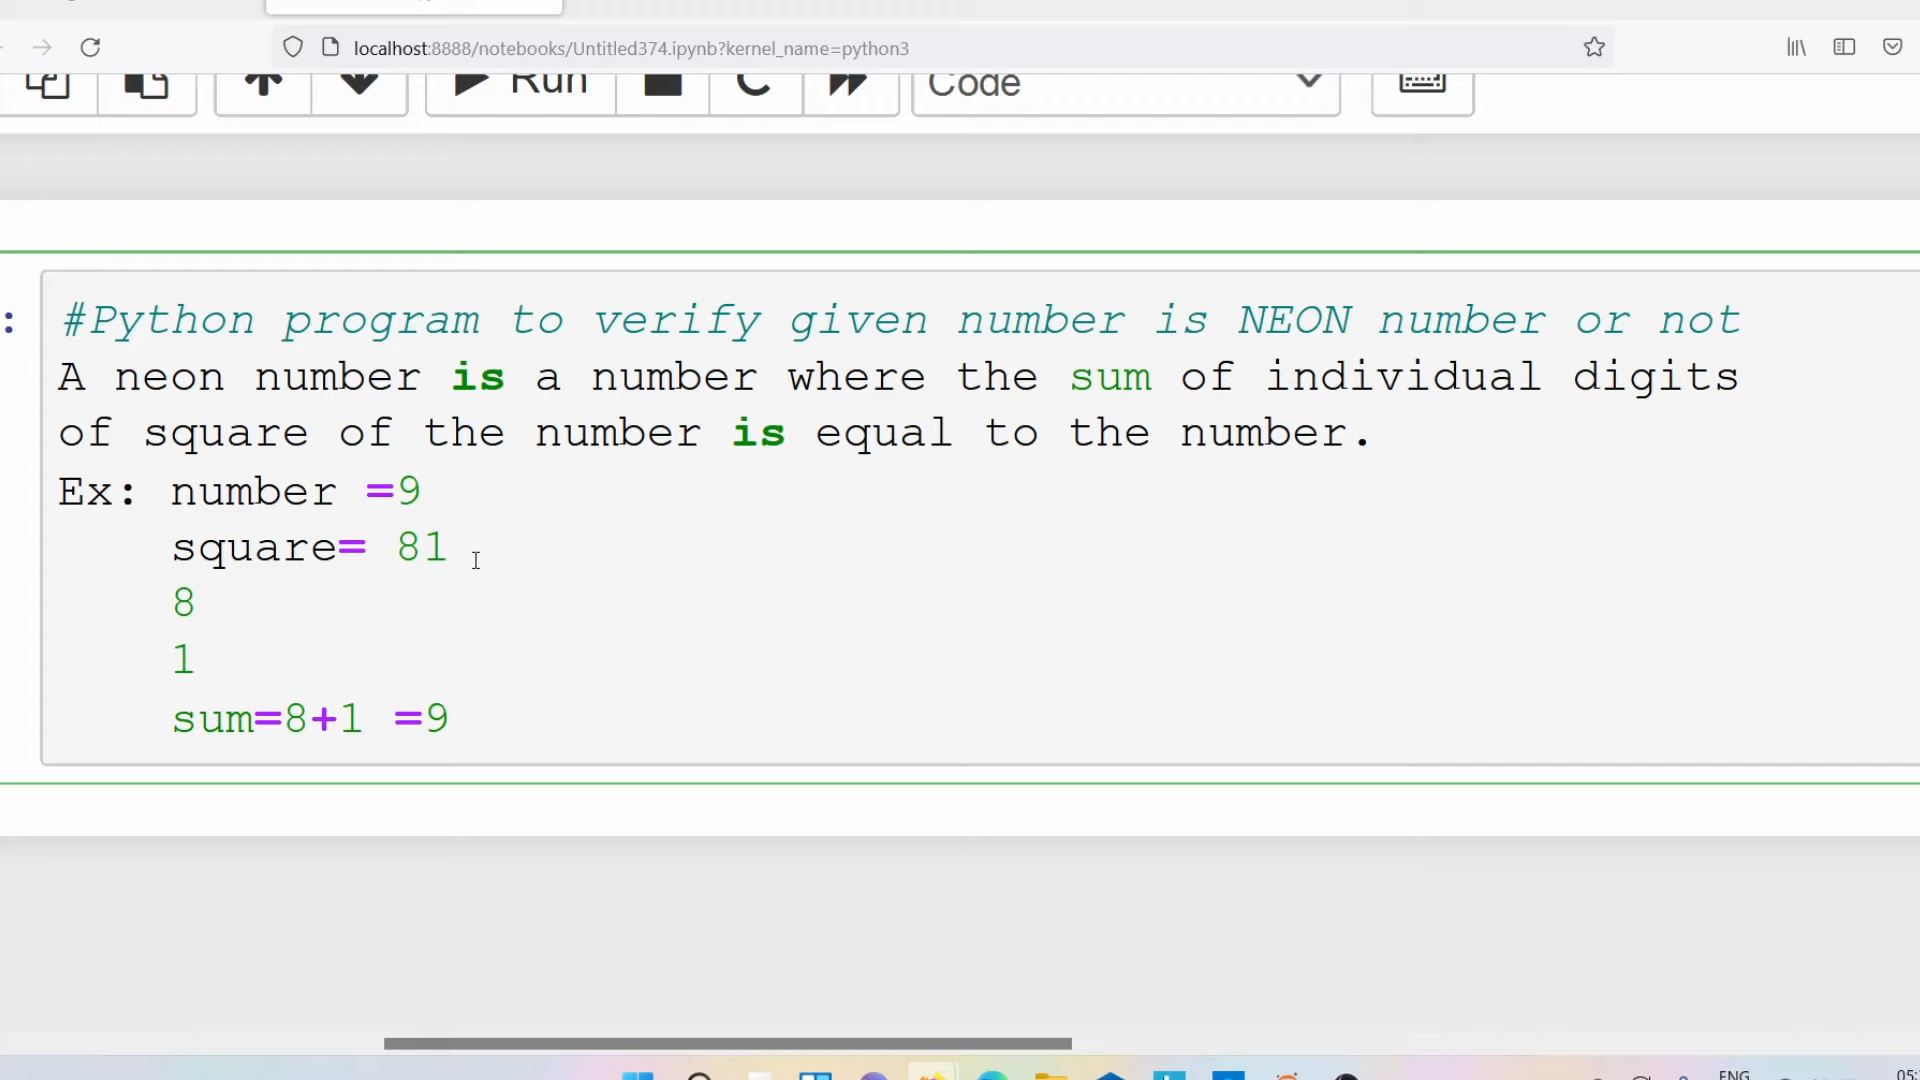 localhost:8888/notebooks/Untitled374.ipynb?kernel_name=python3
Run
Code
: #Python program to verify given number is NEON number or not
A neon number is a number where the sum of individual digits
of square of the number is equal to the number.
Ex: number =9
square= 81
8
1
sum=8+1 =9
ENG